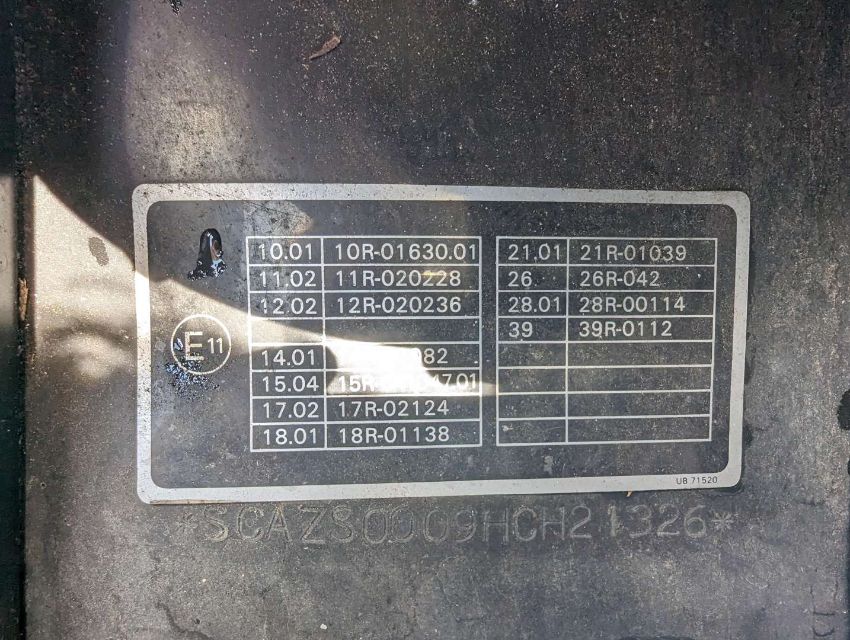 10.01 10R-01630.01 21.01 21R-01039
11.02 11R-020228 26 26R-042
12.02 12R-020236 28.01 28R-00114
39 39R-0112
E 11
14.01
15.04
17.02 17R-02124
18.01 18R-01138
UB 71520
*SCAZS0009HCH21326*